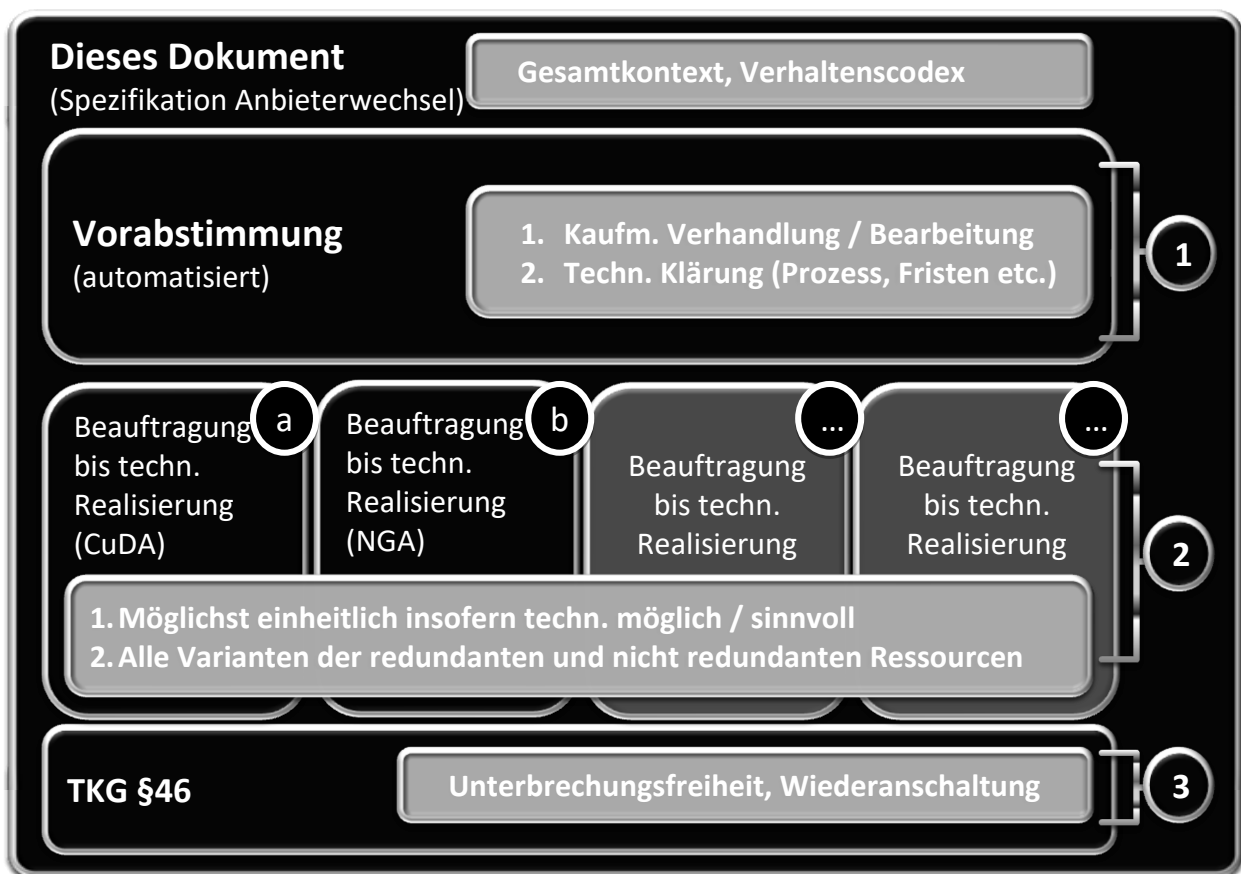 Dieses Dokument
(Spezifikation Anbieterwechsel)
Gesamtkontext, Verhaltenscodex
Vorabstimmung
(automatisiert)
1. Kaufm. Verhandlung / Bearbeitung
2. Techn. Klärung (Prozess, Fristen etc.)
1
Beauftragung
bis techn.
Realisierung
(CuDA)
a
Beauftragung
bis techn.
Realisierung
(NGA)
b
Beauftragung
bis techn.
Realisierung
...
Beauftragung
bis techn.
Realisierung
...
1. Möglichst einheitlich insofern techn. möglich / sinnvoll
2. Alle Varianten der redundanten und nicht redundanten Ressourcen
2
TKG §46
Unterbrechungsfreiheit, Wiederanschaltung
3